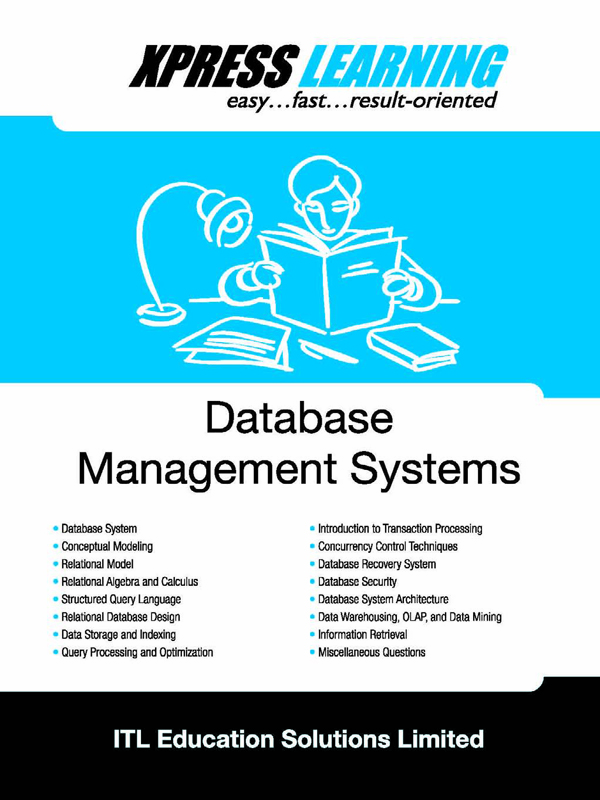 XPRESS LEARNING
easy...fast...result-oriented
Database
Management Systems
• Database System
• Conceptual Modeling
• Relational Model
• Relational Algebra and Calculus
• Structured Query Language
• Relational Database Design
• Data Storage and Indexing
• Query Processing and Optimization
• Introduction to Transaction Processing
• Concurrency Control Techniques
• Database Recovery System
• Database Security
• Database System Architecture
• Data Warehousing, OLAP, and Data Mining
• Information Retrieval
• Miscellaneous Questions
ITL Education Solutions Limited